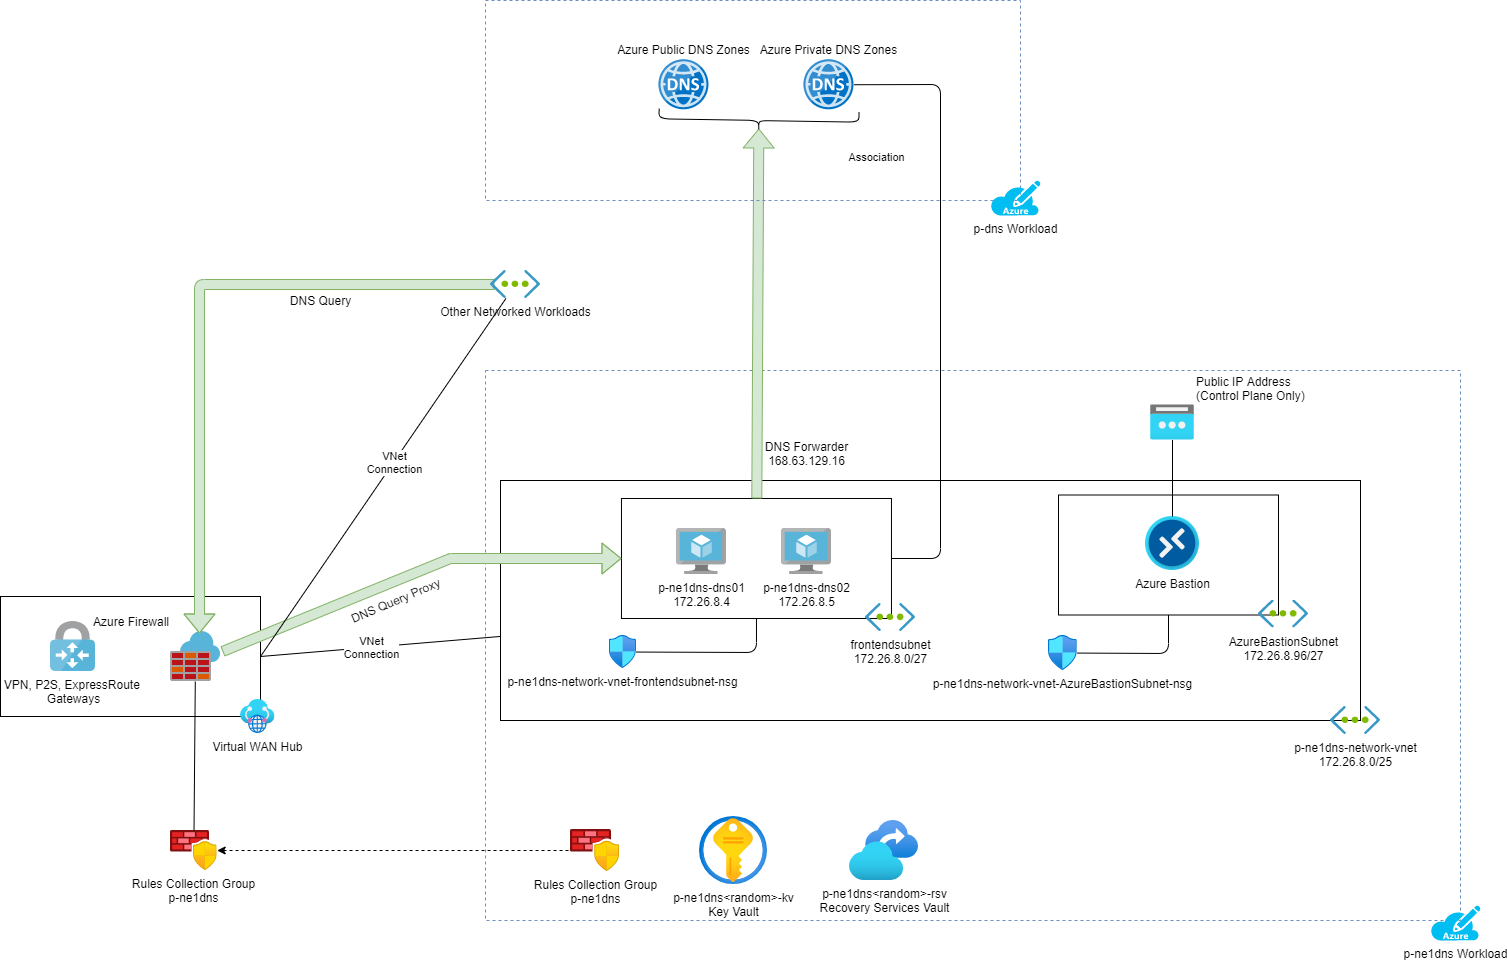 Azure Public DNS Zones
Azure Private DNS Zones
DNS
DNS
Association
Azure
p-dns Workload
DNS Query
Other Networked Workloads
Public IP Address
(Control Plane Only)
DNS Forwarder
168.63.129.16
VNet
Connection
p-ne1dns-dns01
172.26.8.4
p-ne1dns-dns02
172.26.8.5
Azure Bastion
DNS Query Proxy
Azure Firewall
VNet
Connection
frontendsubnet
172.26.8.0/27
AzureBastionSubnet
172.26.8.96/27
VPN, P2S, ExpressRoute
Gateways
p-ne1dns-network-vnet-frontendsubnet-nsg
p-ne1dns-network-vnet-AzureBastionSubnet-nsg
Virtual WAN Hub
p-ne1dns-network-vnet
172.26.8.0/25
Rules Collection Group
p-ne1dns
Rules Collection Group
p-ne1dns
p-ne1dns<random>-kv
Key Vault
p-ne1dns<random>-rsv
Recovery Services Vault
Azure
p-ne1dns Workload